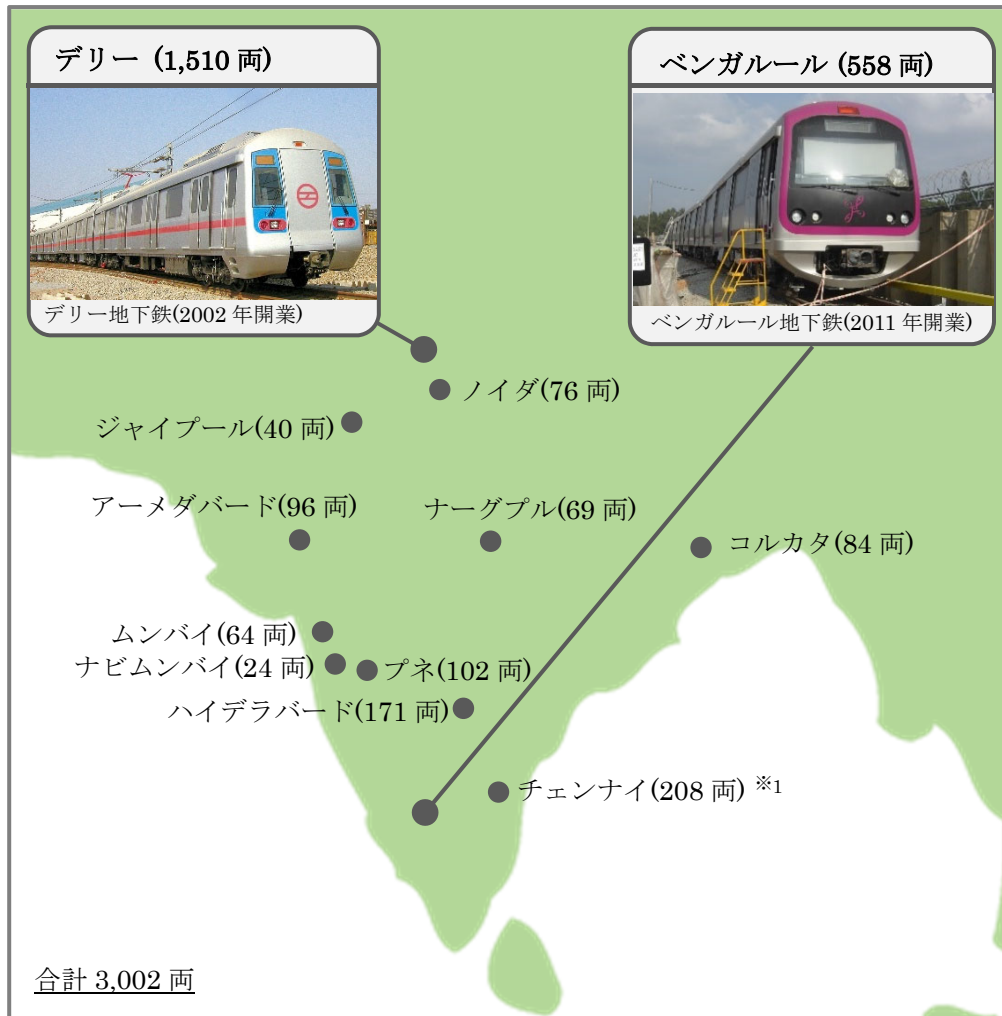 デリー (1,510 両)
デリー地下鉄(2002 年開業)
ベンガルール (558 両)
ベンガルール地下鉄(2011 年開業)
ノイダ(76 両)
ジャイプール(40 両)
アーメダバード(96 両)
ナーグプル(69 両)
コルカタ(84 両)
ムンバイ(64 両)
ナビムンバイ(24 両)
プネ(102 両)
ハイデラバード(171 両)
チェンナイ(208 両) ※1
合計 3,002 両